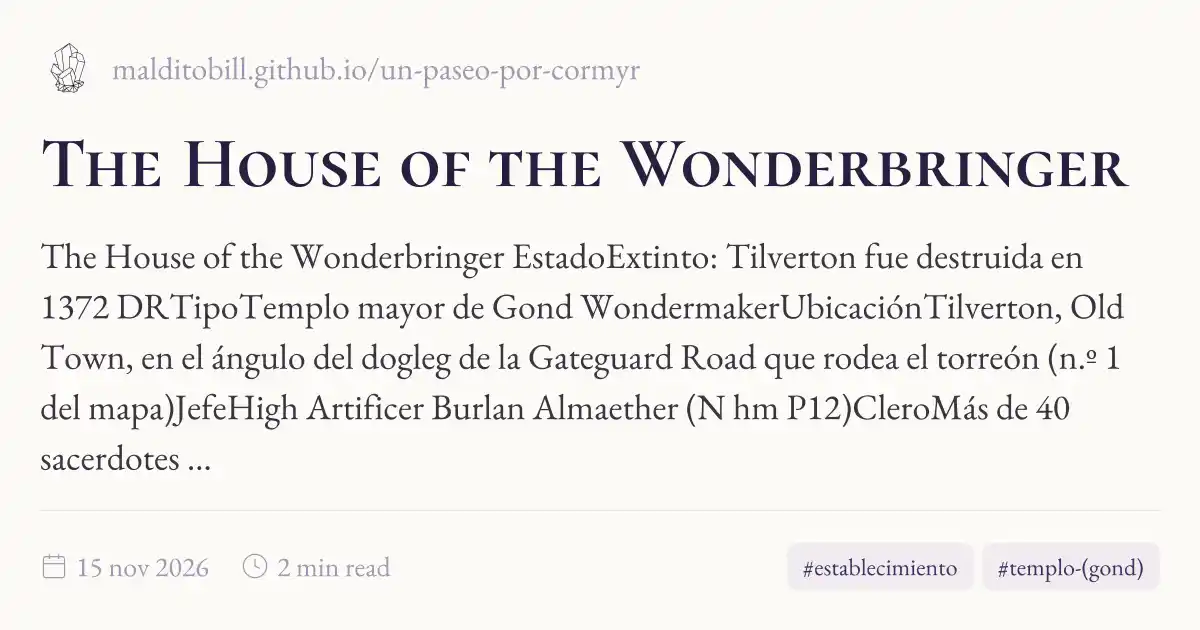 malditobill.github.io/un-paseo-por-cormyr
The House of the Wonderbringer
The House of the Wonderbringer EstadoExtinto: Tilverton fue destruida en
1372 DRTipoTemplo mayor de Gond WondermakerUbicaciónTilverton, Old
Town, en el ángulo del dogleg de la Gateguard Road que rodea el torreón (n.º 1
del mapa)JefeHigh Artificer Burlan Almaether (N hm P12)CleroMás de 40
sacerdotes ...
15 nov 2026 2 min read #establecimiento #templo-(gond)